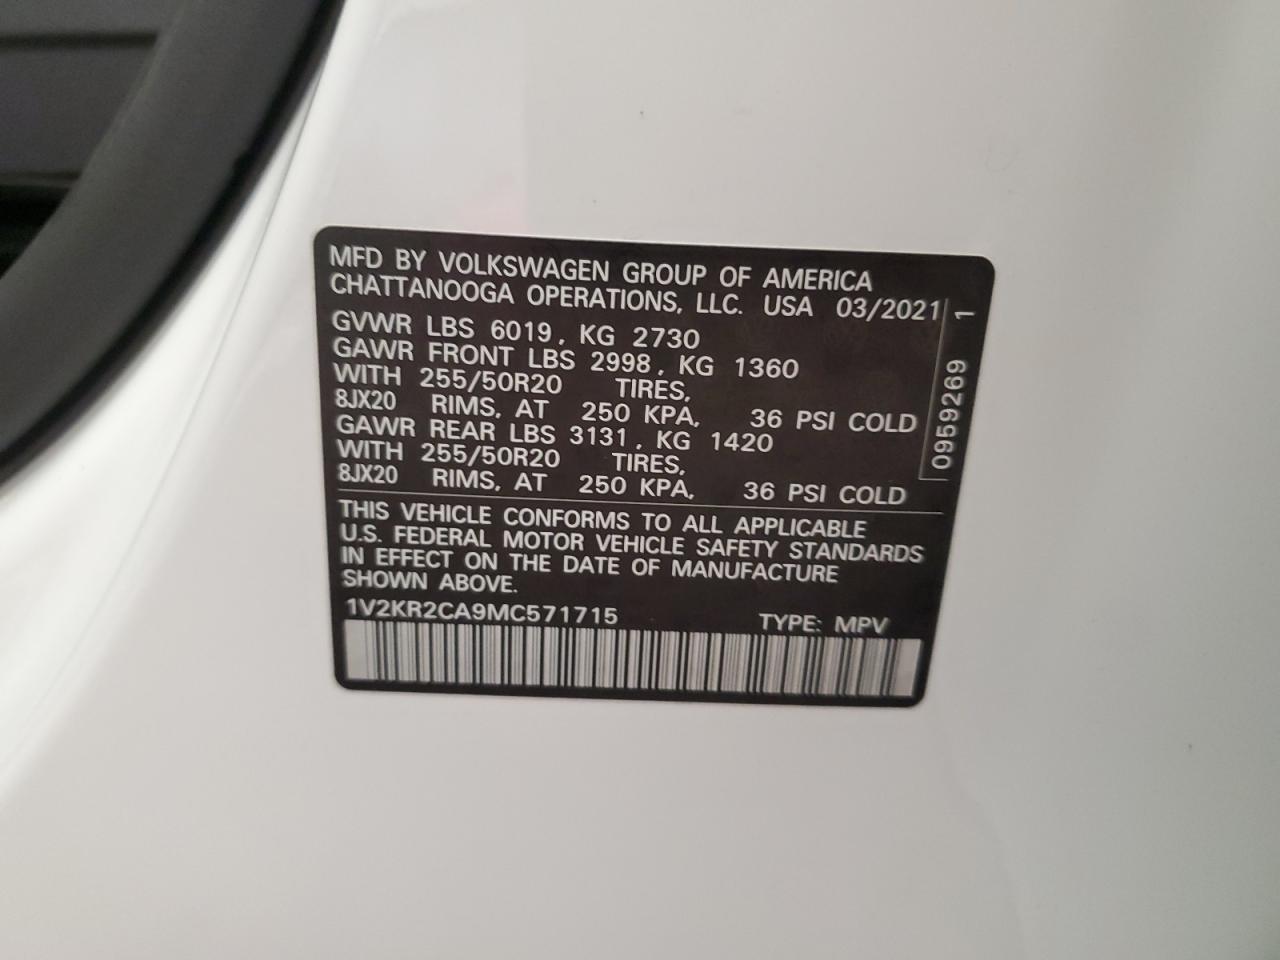 MFD BY VOLKSWAGEN GROUP OF AMERICA
CHATTANOOGA OPERATIONS, LLC. USA 03/2021
GVWR LBS 6019, KG 2730
GAWR FRONT LBS 2998, KG 1360
WITH 255/50R20 TIRES,
8JX20 RIMS, AT 250 KPA, 36 PSI COLD
GAWR REAR LBS 3131, KG 1420
WITH 255/50R20 TIRES,
8JX20 RIMS, AT 250 KPA, 36 PSI COLD
THIS VEHICLE CONFORMS TO ALL APPLICABLE
U.S. FEDERAL MOTOR VEHICLE SAFETY STANDARDS
IN EFFECT ON THE DATE OF MANUFACTURE
SHOWN ABOVE.
1V2KR2CA9MC571715 TYPE: MPV
0959269 1